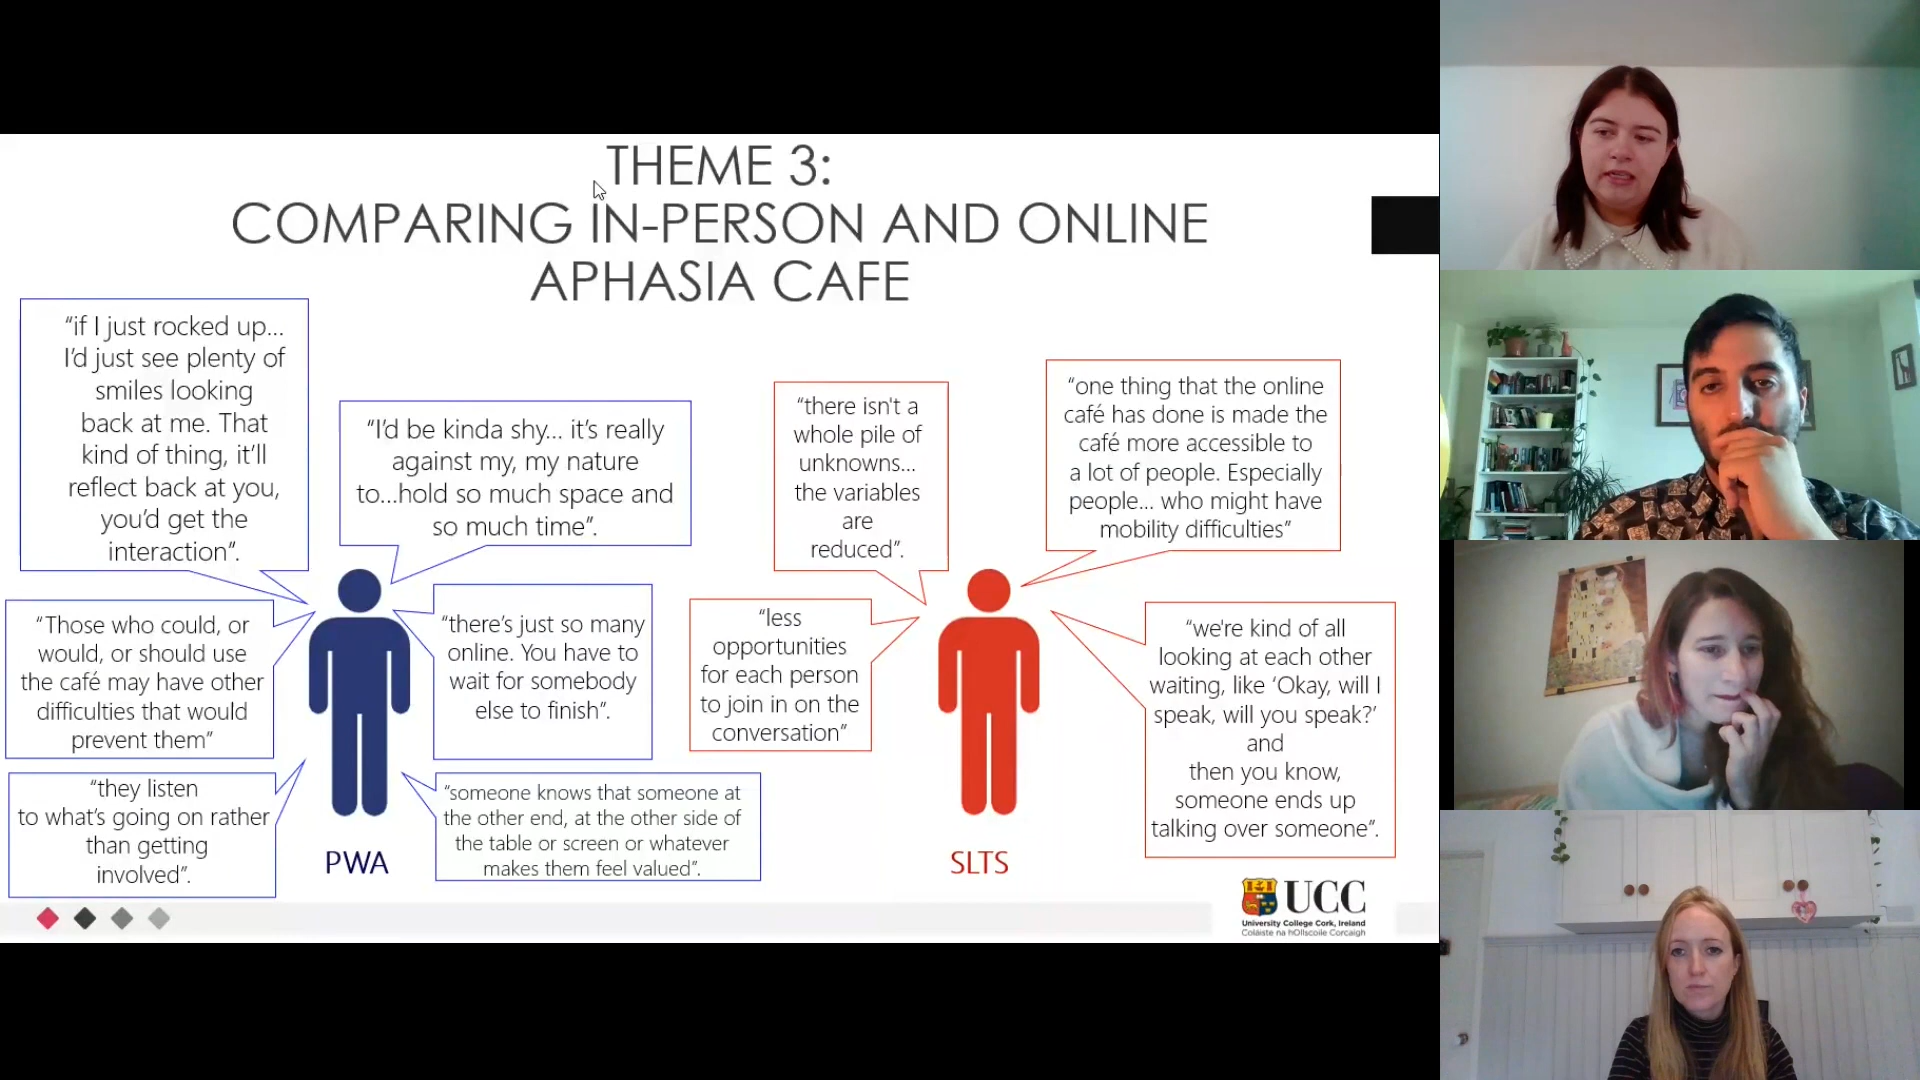 THEME 3:
COMPARING IN-PERSON AND ONLINE
APHASIA CAFE
“if I just rocked up...
I’d just see plenty of
smiles looking
back at me. That
kind of thing, it’ll
reflect back at you,
you’d get the
interaction”.
“I’d be kinda shy... it’s really
against my, my nature
to...hold so much space and
so much time”.
“Those who could, or
would, or should use
the café may have other
difficulties that would
prevent them”
“there’s just so many
online. You have to
wait for somebody
else to finish”.
“they listen
to what’s going on rather
than getting
involved”.
“someone knows that someone at
the other end, at the other side of
the table or screen or whatever
makes them feel valued”.
PWA
“there isn't a
whole pile of
unknowns...
the variables
are
reduced”.
“one thing that the online
café has done is made the
café more accessible to
a lot of people. Especially
people... who might have
mobility difficulties”
“less
opportunities
for each person
to join in on the
conversation”
“we're kind of all
looking at each other
waiting, like ‘Okay, will I
speak, will you speak?’
and
then you know,
someone ends up
talking over someone”.
SLTS
UCC
University College Cork, Ireland
Coláiste na hOllscoile Corcaigh